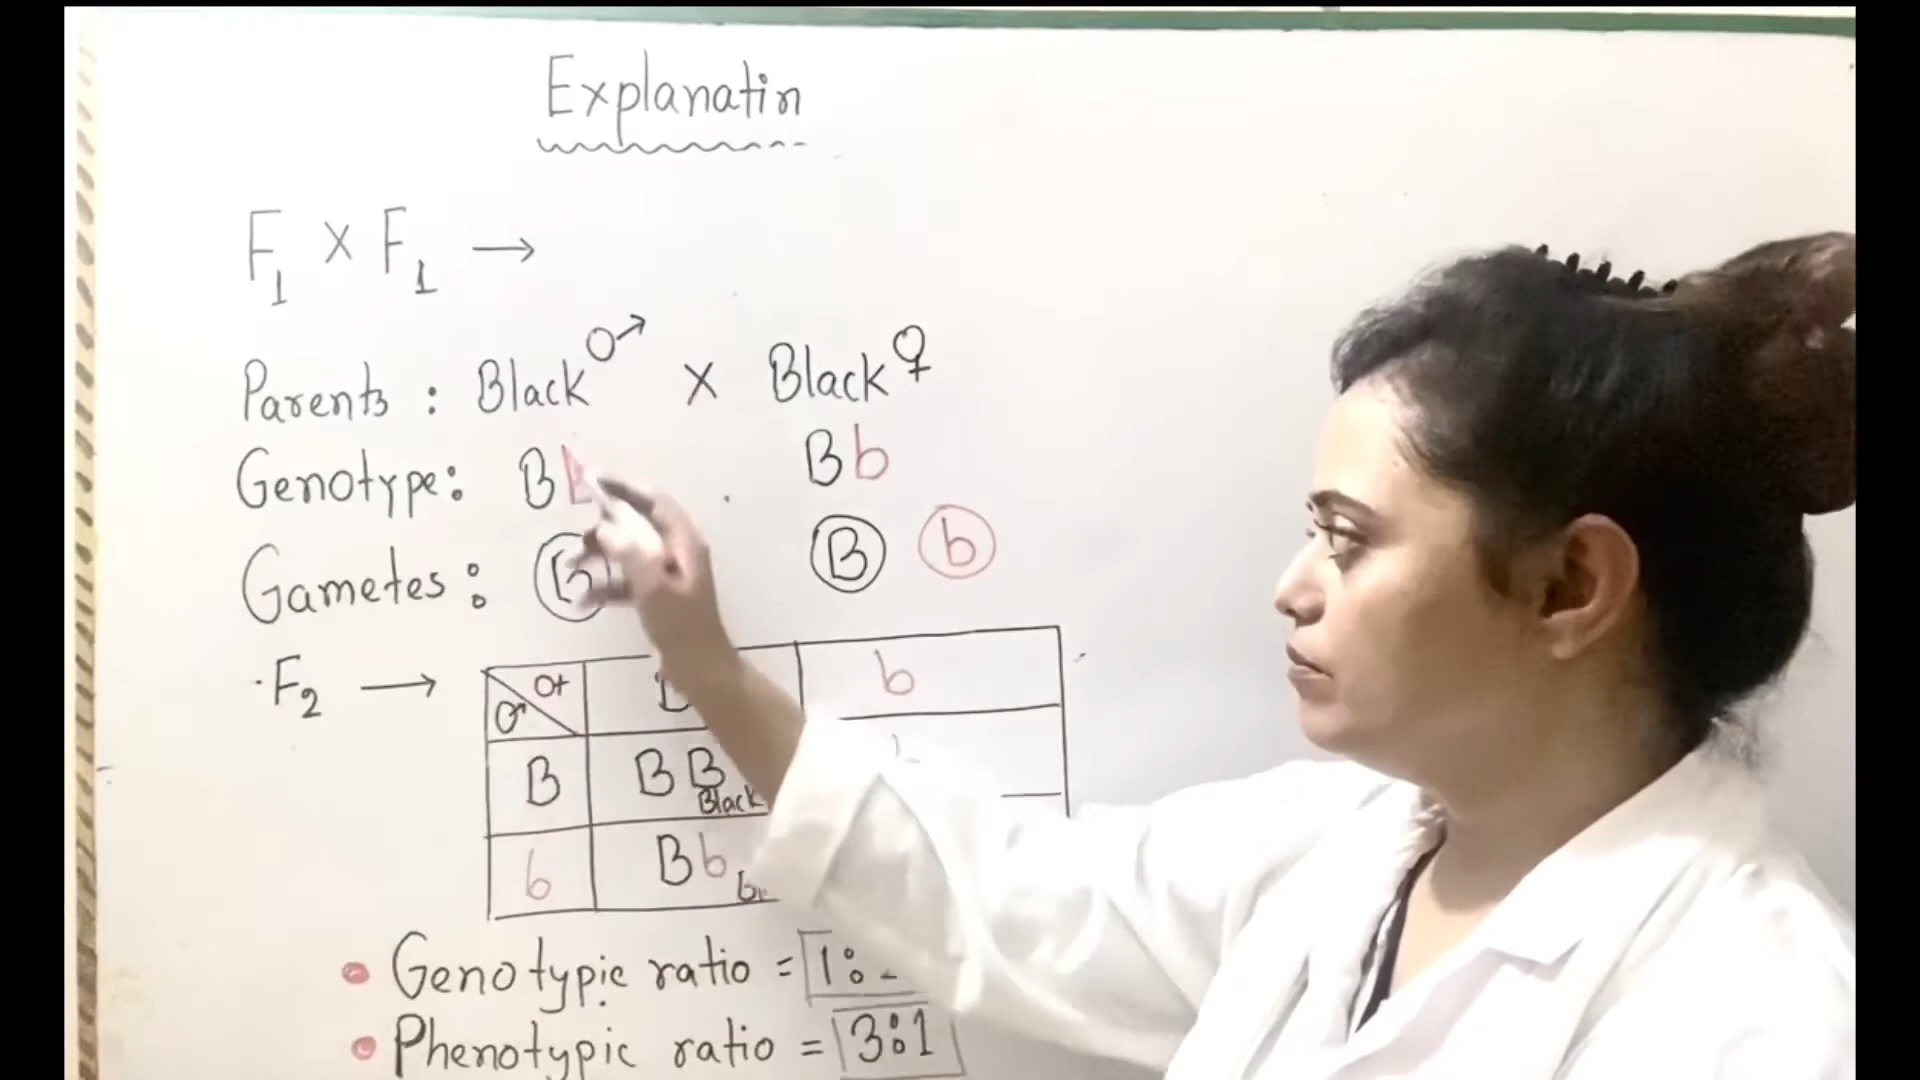 Explanatin
F1 X F1 →
Parents : Black ♂ X Black ♀
Genotype: Bb Bb
Gametes: B B b
F2 →
♀ b
♂
B BB
Black
b Bb
• Genotypic ratio = 1:
• Phenotypic ratio = 3:1